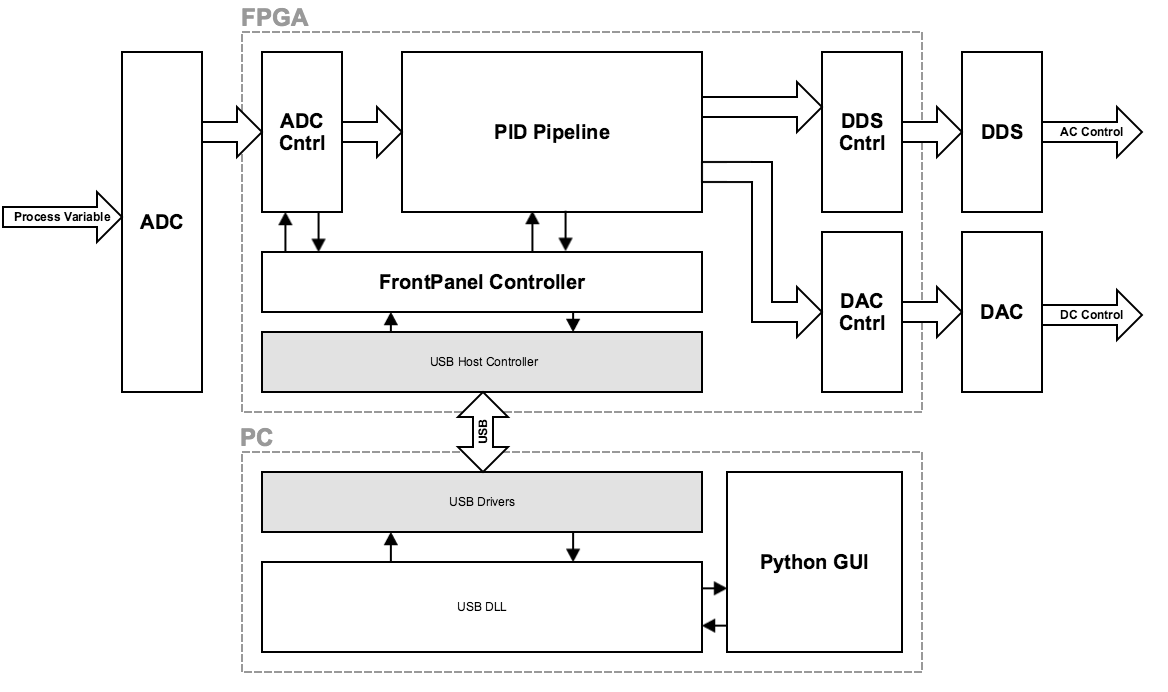 FPGA
ADC
Cntrl
PID Pipeline
DDS
Cntrl
DDS
AC Control
Process Variable
ADC
FrontPanel Controller
DAC
Cntrl
DAC
DC Control
USB Host Controller
USB
PC
USB Drivers
Python GUI
USB DLL